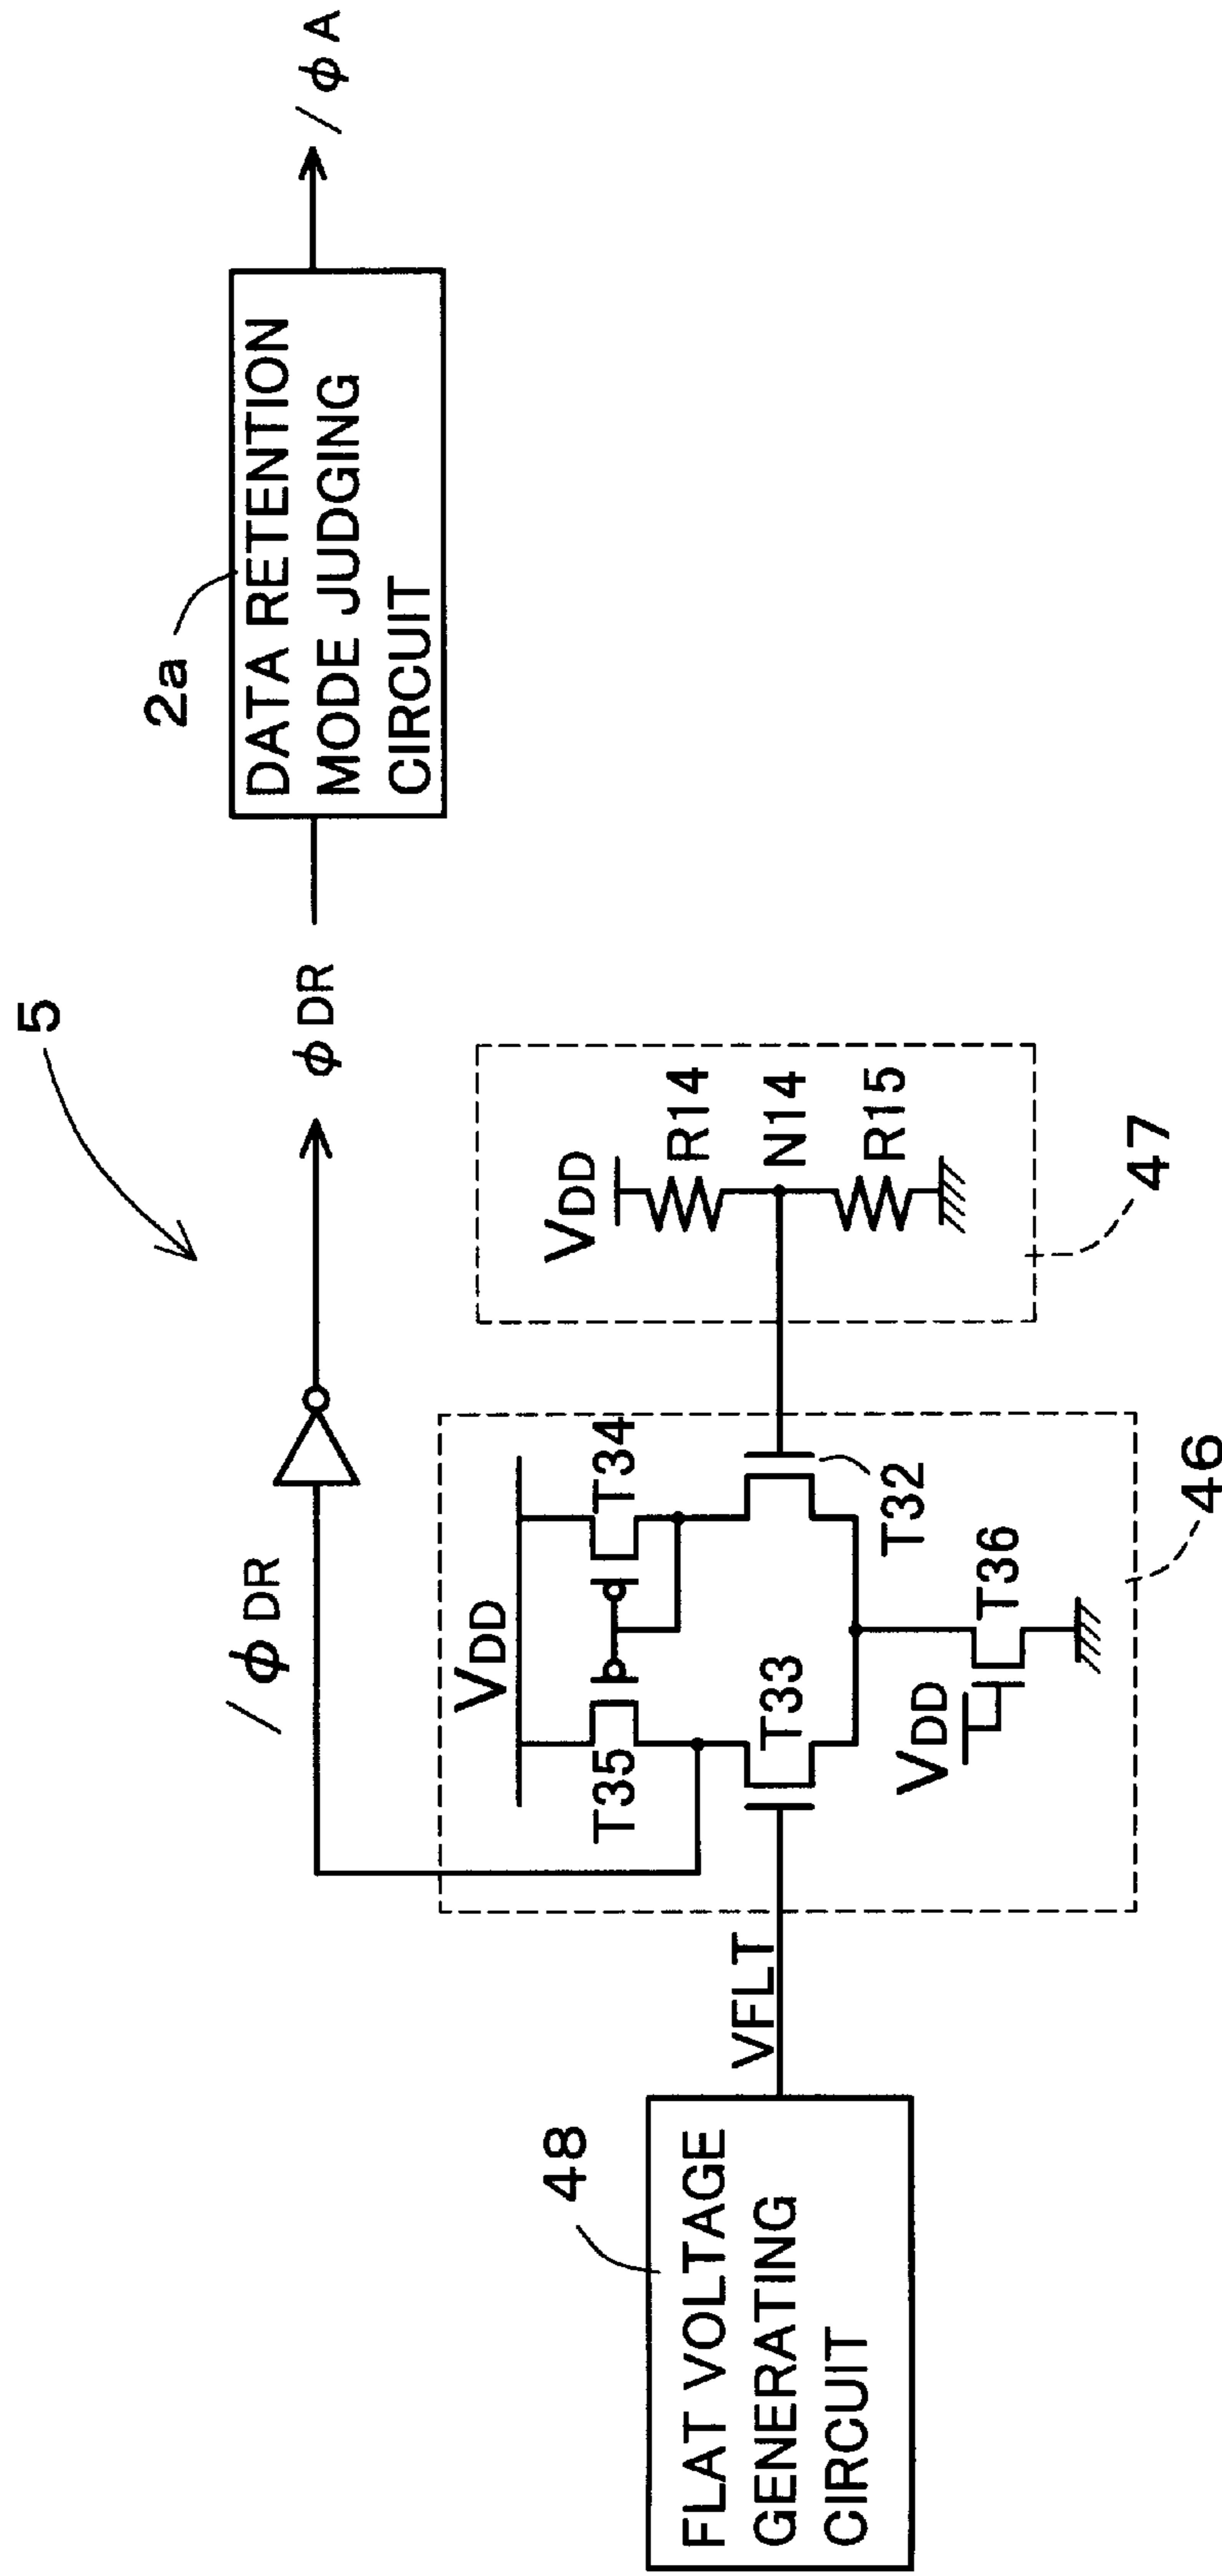 5
2a
DATA RETENTION
MODE JUDGING
CIRCUIT
/φDR
φDR
/φA
VDD
T35
T34
T33
T32
VDD
T36
46
VDD
R14
N14
R15
47
VFLT
48
FLAT VOLTAGE
GENERATING
CIRCUIT